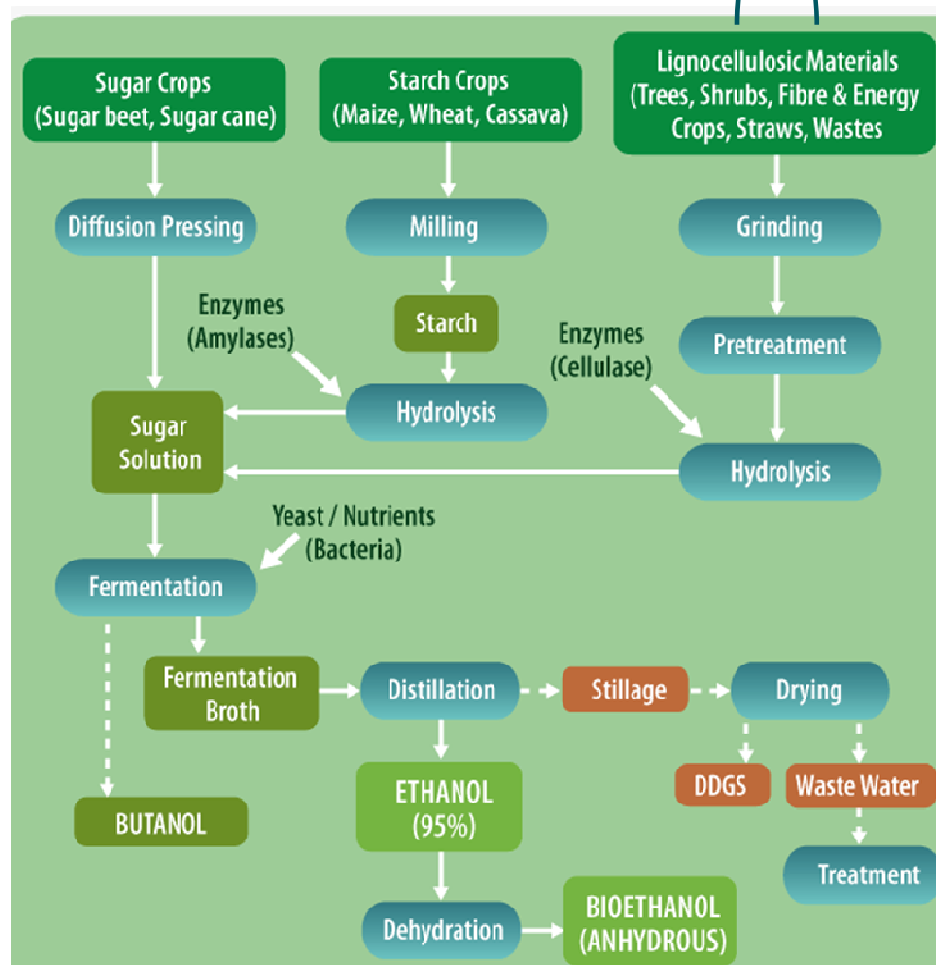 Sugar Crops
(Sugar beet, Sugar cane)
Starch Crops
(Maize, Wheat, Cassava)
Lignocellulosic Materials
(Trees, Shrubs, Fibre & Energy
Crops, Straws, Wastes
Diffusion Pressing
Milling
Grinding
Enzymes
(Amylases)
Starch
Enzymes
(Cellulase)
Pretreatment
Hydrolysis
Sugar
Solution
Hydrolysis
Yeast / Nutrients
(Bacteria)
Fermentation
Fermentation
Broth
Distillation
Stillage
Drying
BUTANOL
ETHANOL
(95%)
DDGS
Waste Water
Treatment
Dehydration
BIOETHANOL
(ANHYDROUS)